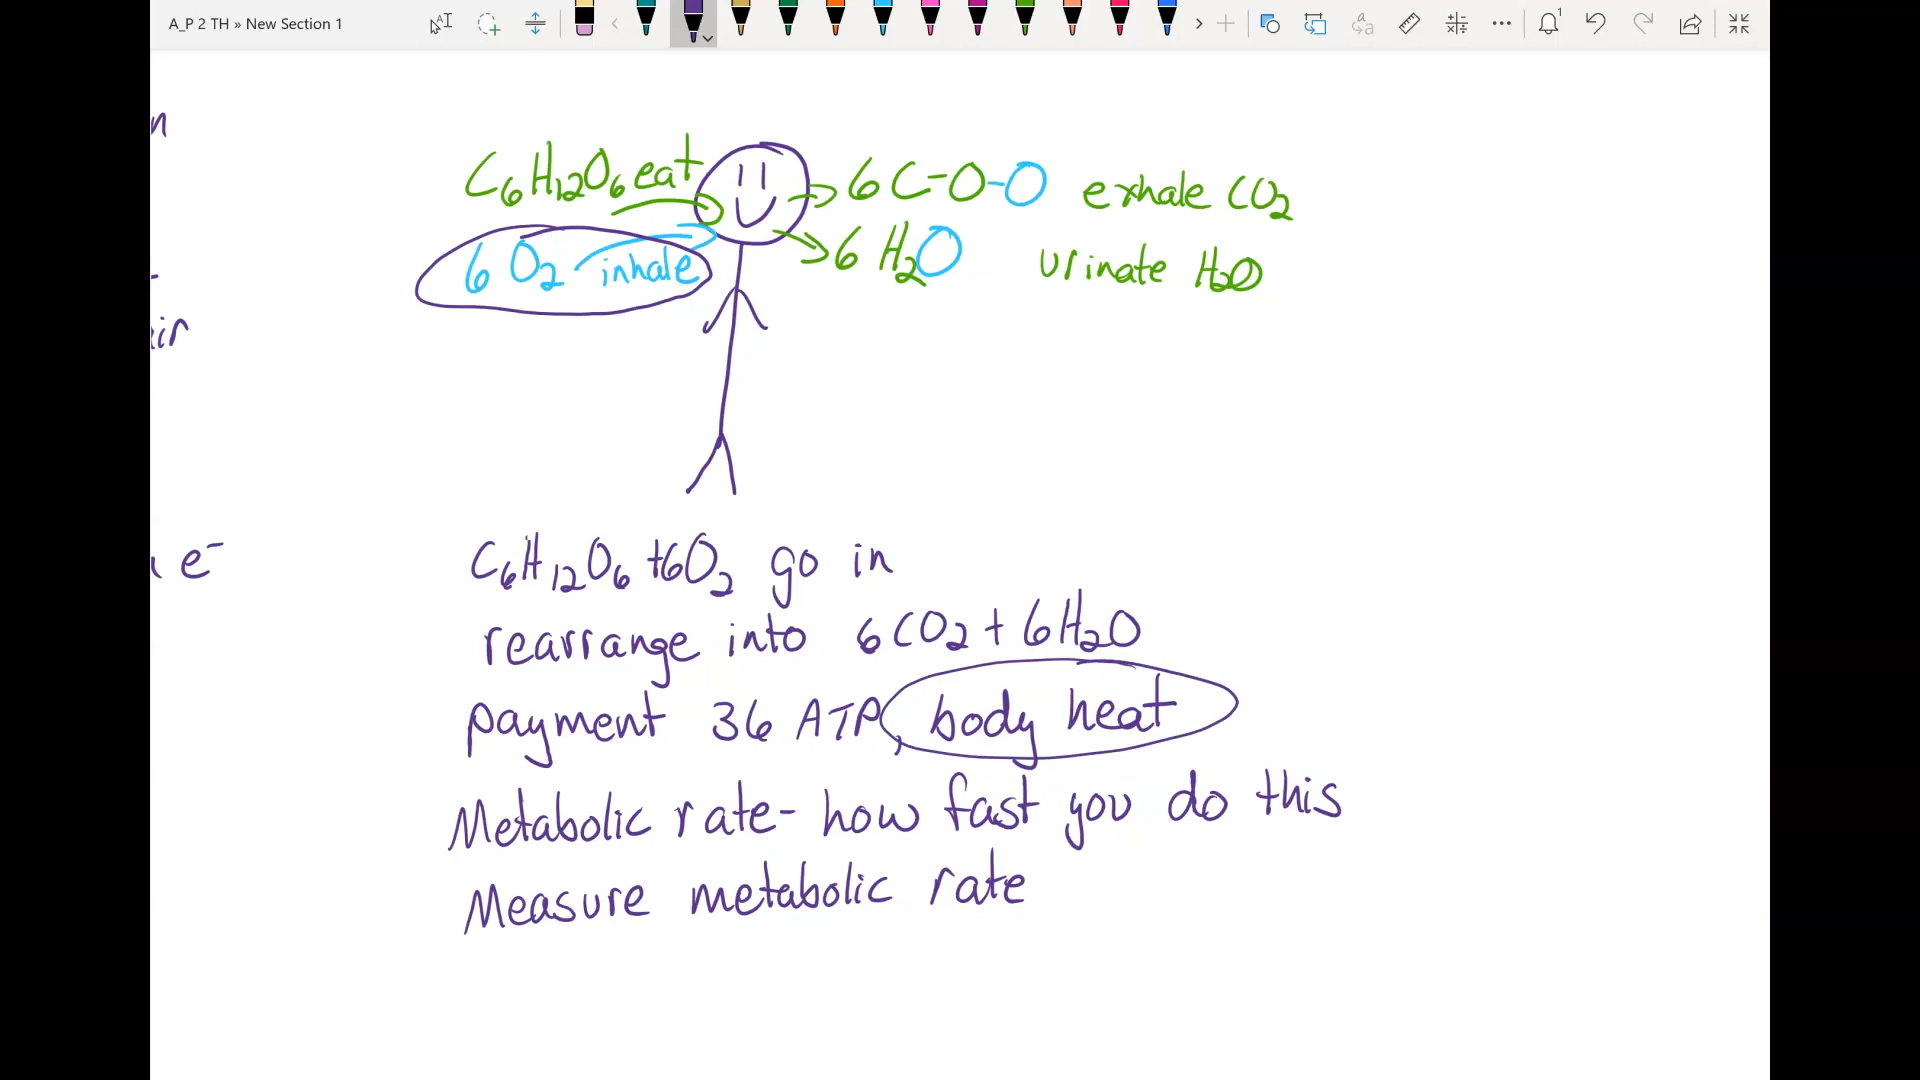 A_P 2 TH » New Section 1
C6H12O6 eat
6 O2 inhale
6 C-O-O exhale CO2
6 H2O urinate H2O
ir
e-
C6H12O6 +6O2 go in
rearrange into 6CO2 + 6H2O
payment 36 ATP, body heat
Metabolic rate- how fast you do this
Measure metabolic rate